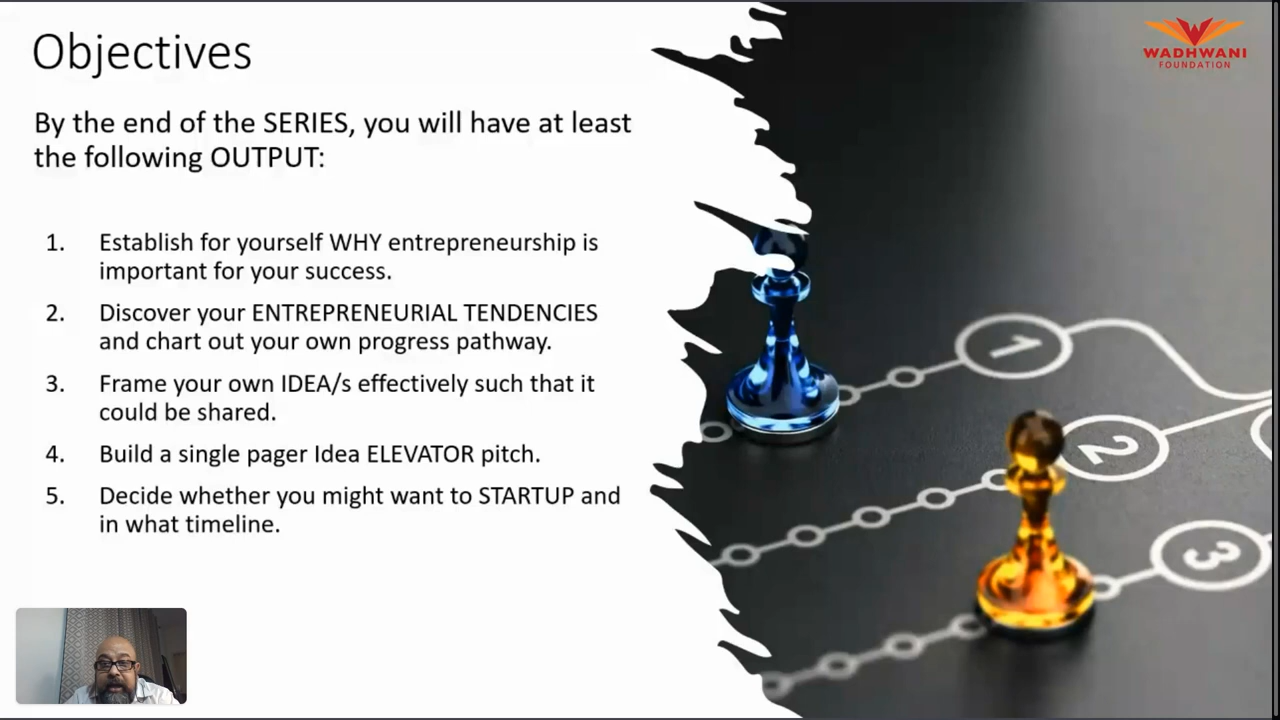 Objectives
WADHWANI
FOUNDATION
By the end of the SERIES, you will have at least
the following OUTPUT:
1. Establish for yourself WHY entrepreneurship is
important for your success.
2. Discover your ENTREPRENEURIAL TENDENCIES
and chart out your own progress pathway.
3. Frame your own IDEA/s effectively such that it
could be shared.
4. Build a single pager Idea ELEVATOR pitch.
5. Decide whether you might want to STARTUP and
in what timeline.
1
2
3